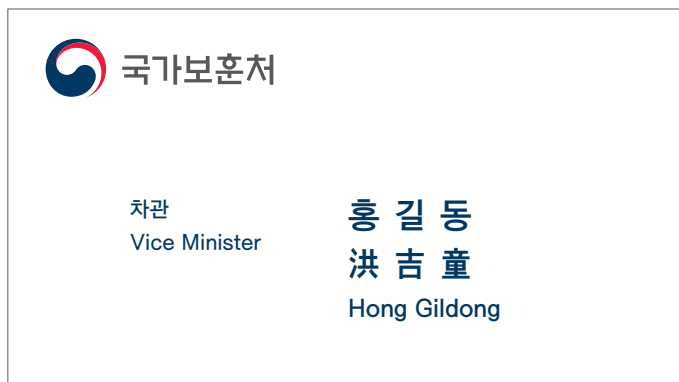 국가보훈처
차관
Vice Minister
홍 길 동
洪 吉 童
Hong Gildong